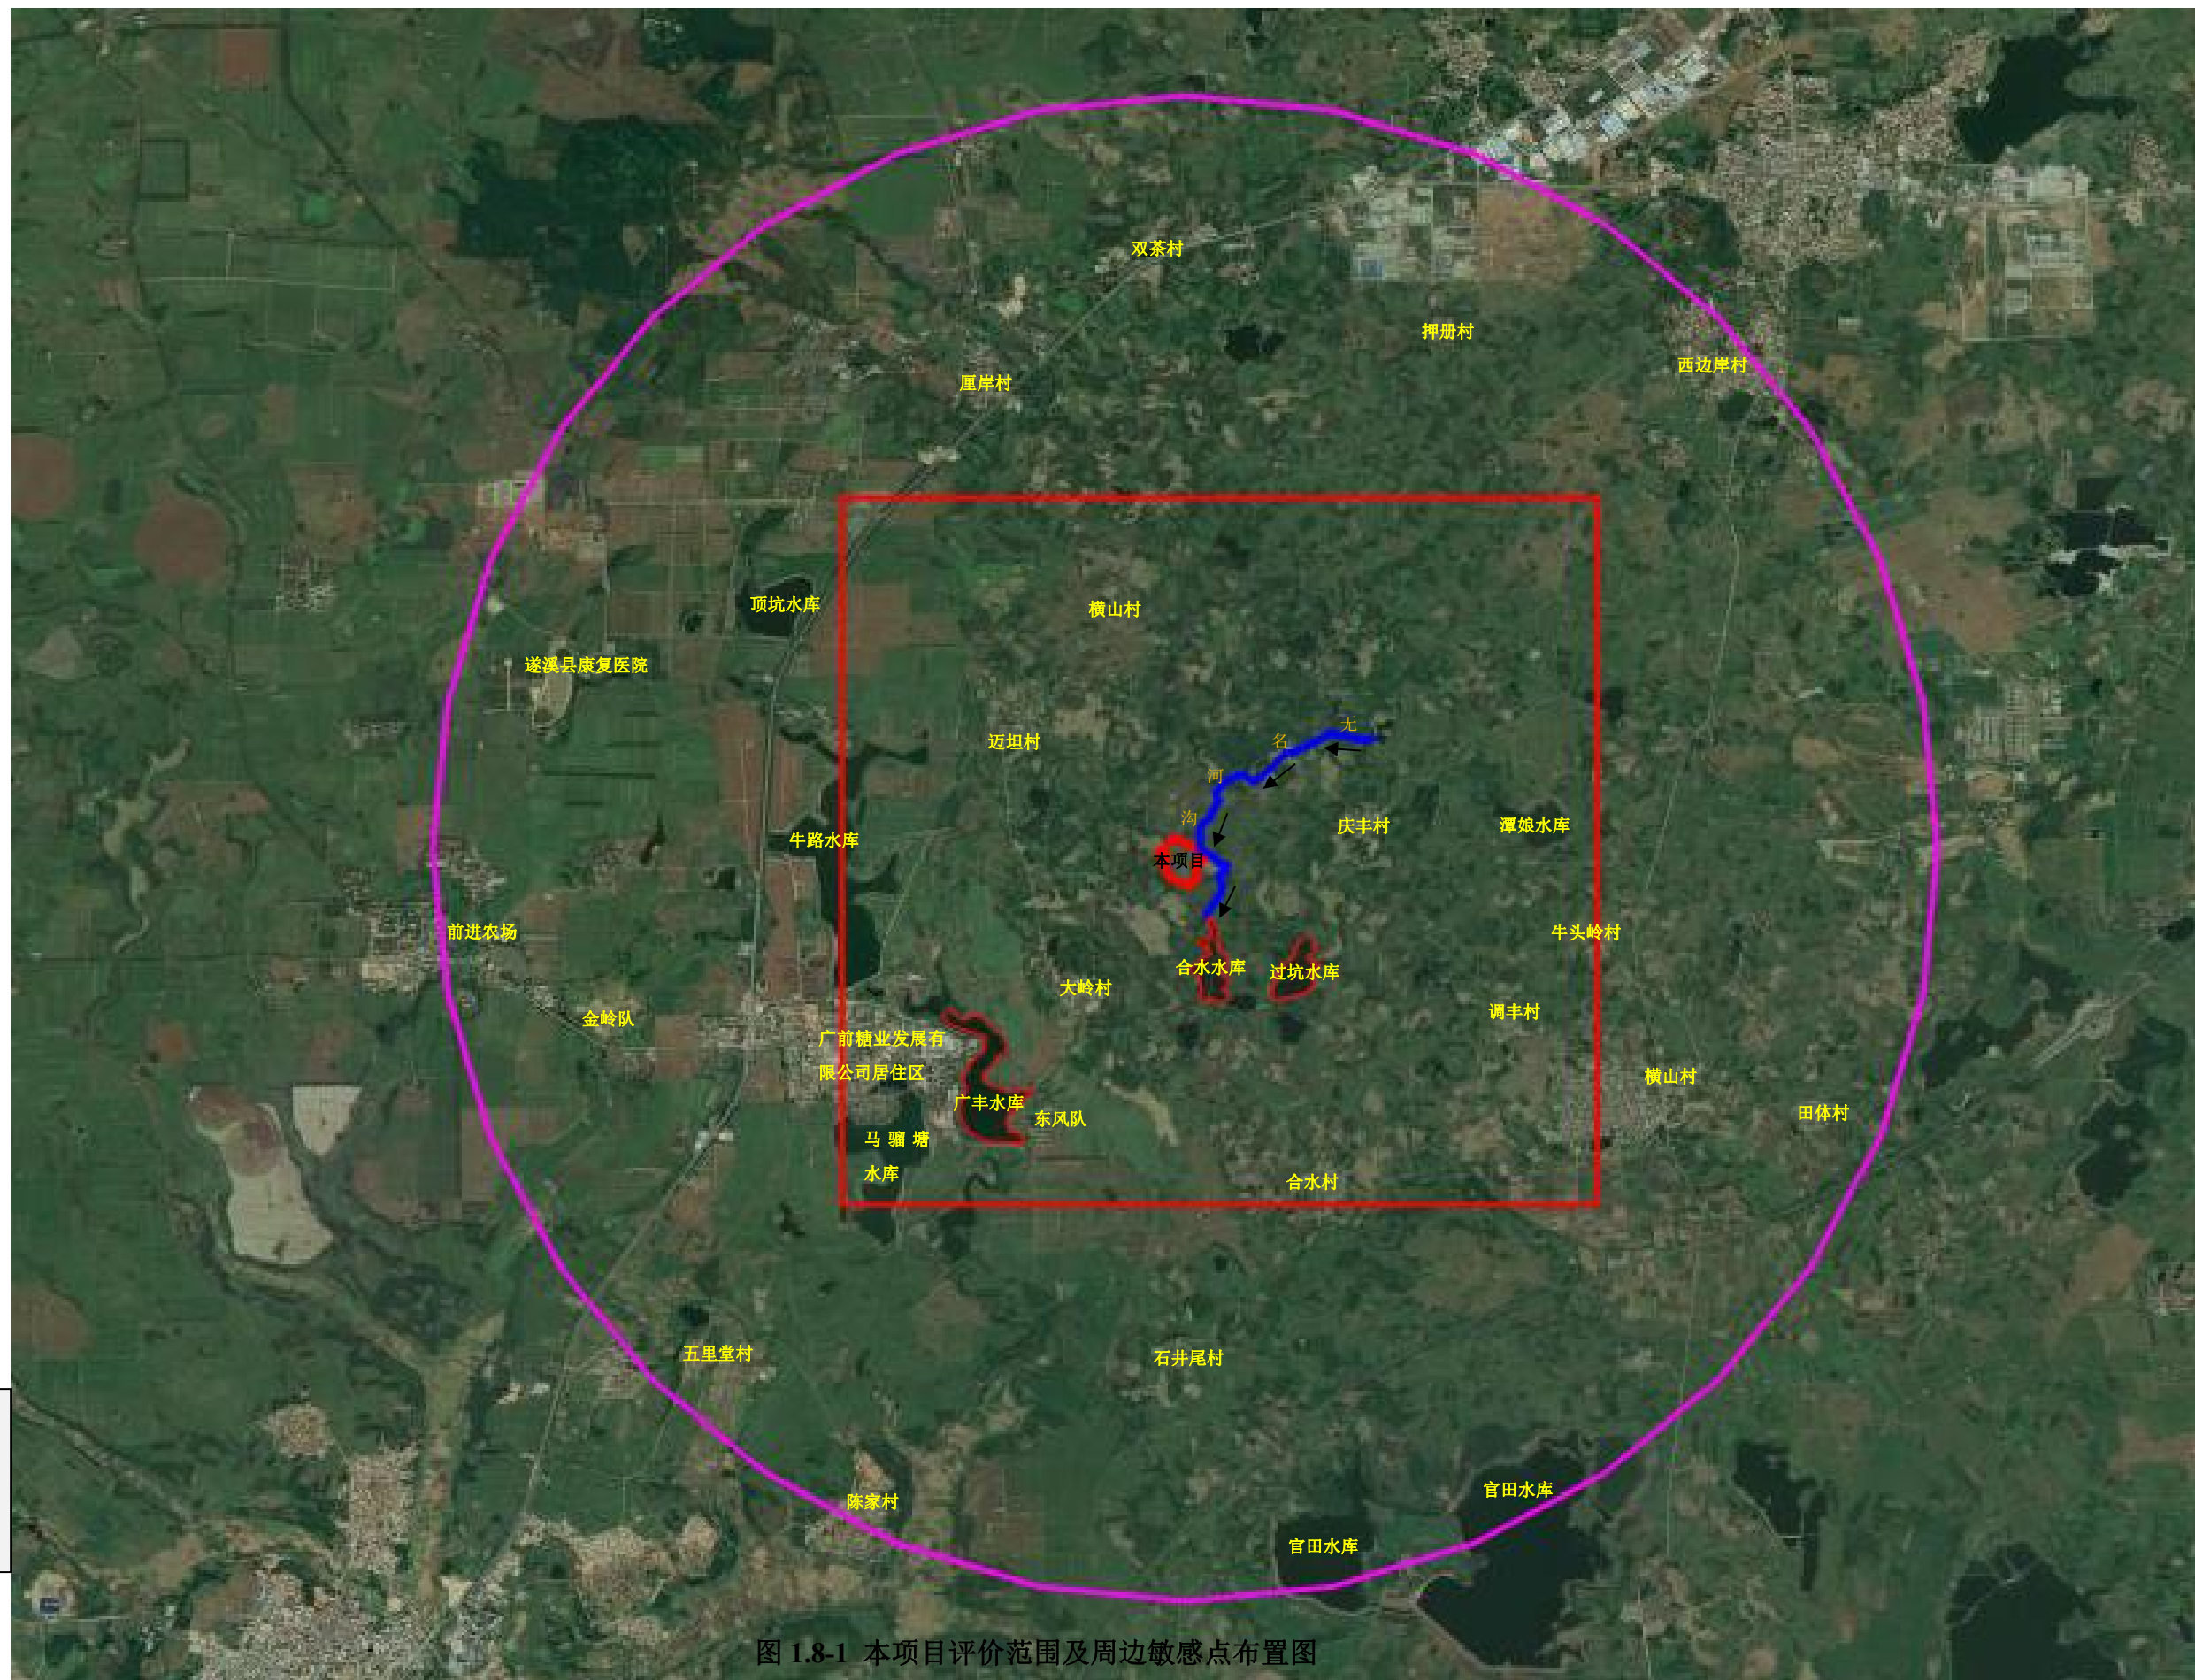 双茶村
押册村
西边岸村
厘岸村
顶坑水库
横山村
遂溪县康复医院
无
名
河
沟
迈坦村
庆丰村
潭娘水库
牛路水库
本项目
前进农场
牛头岭村
合水水库
过坑水库
大岭村
调丰村
金岭队
广前糖业发展有
限公司居住区
横山村
广丰水库
东风队
田体村
马骝塘
水库
合水村
五里堂村
石井尾村
陈家村
官田水库
官田水库
图 1.8-1 本项目评价范围及周边敏感点布置图